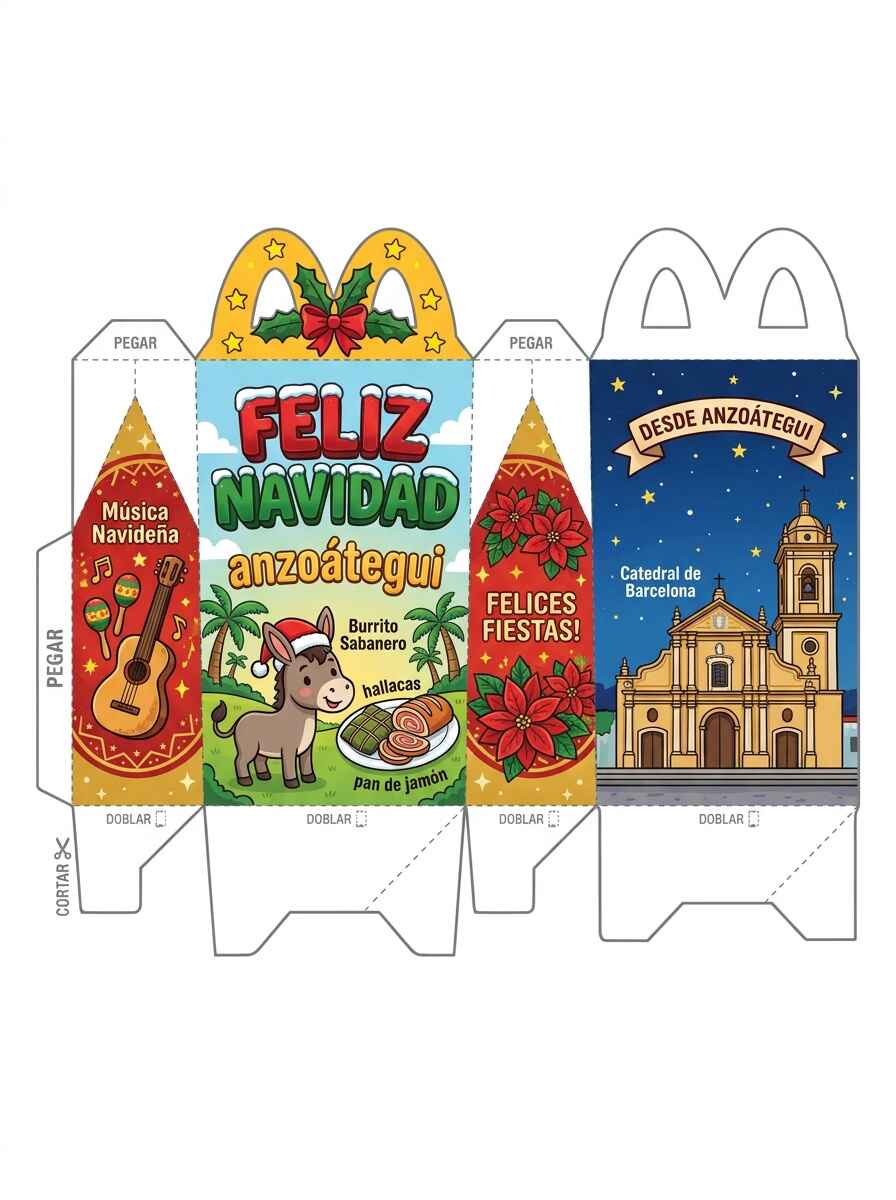 PEGAR
PEGAR
FELIZ
NAVIDAD
anzoátegui
Burrito
Sabanero
hallacas
pan de jamón
Música
Navideña
FELICES
FIESTAS!
DESDE ANZOÁTEGUI
Catedral de
Barcelona
PEGAR
DOBLAR
DOBLAR
DOBLAR
DOBLAR
CORTAR